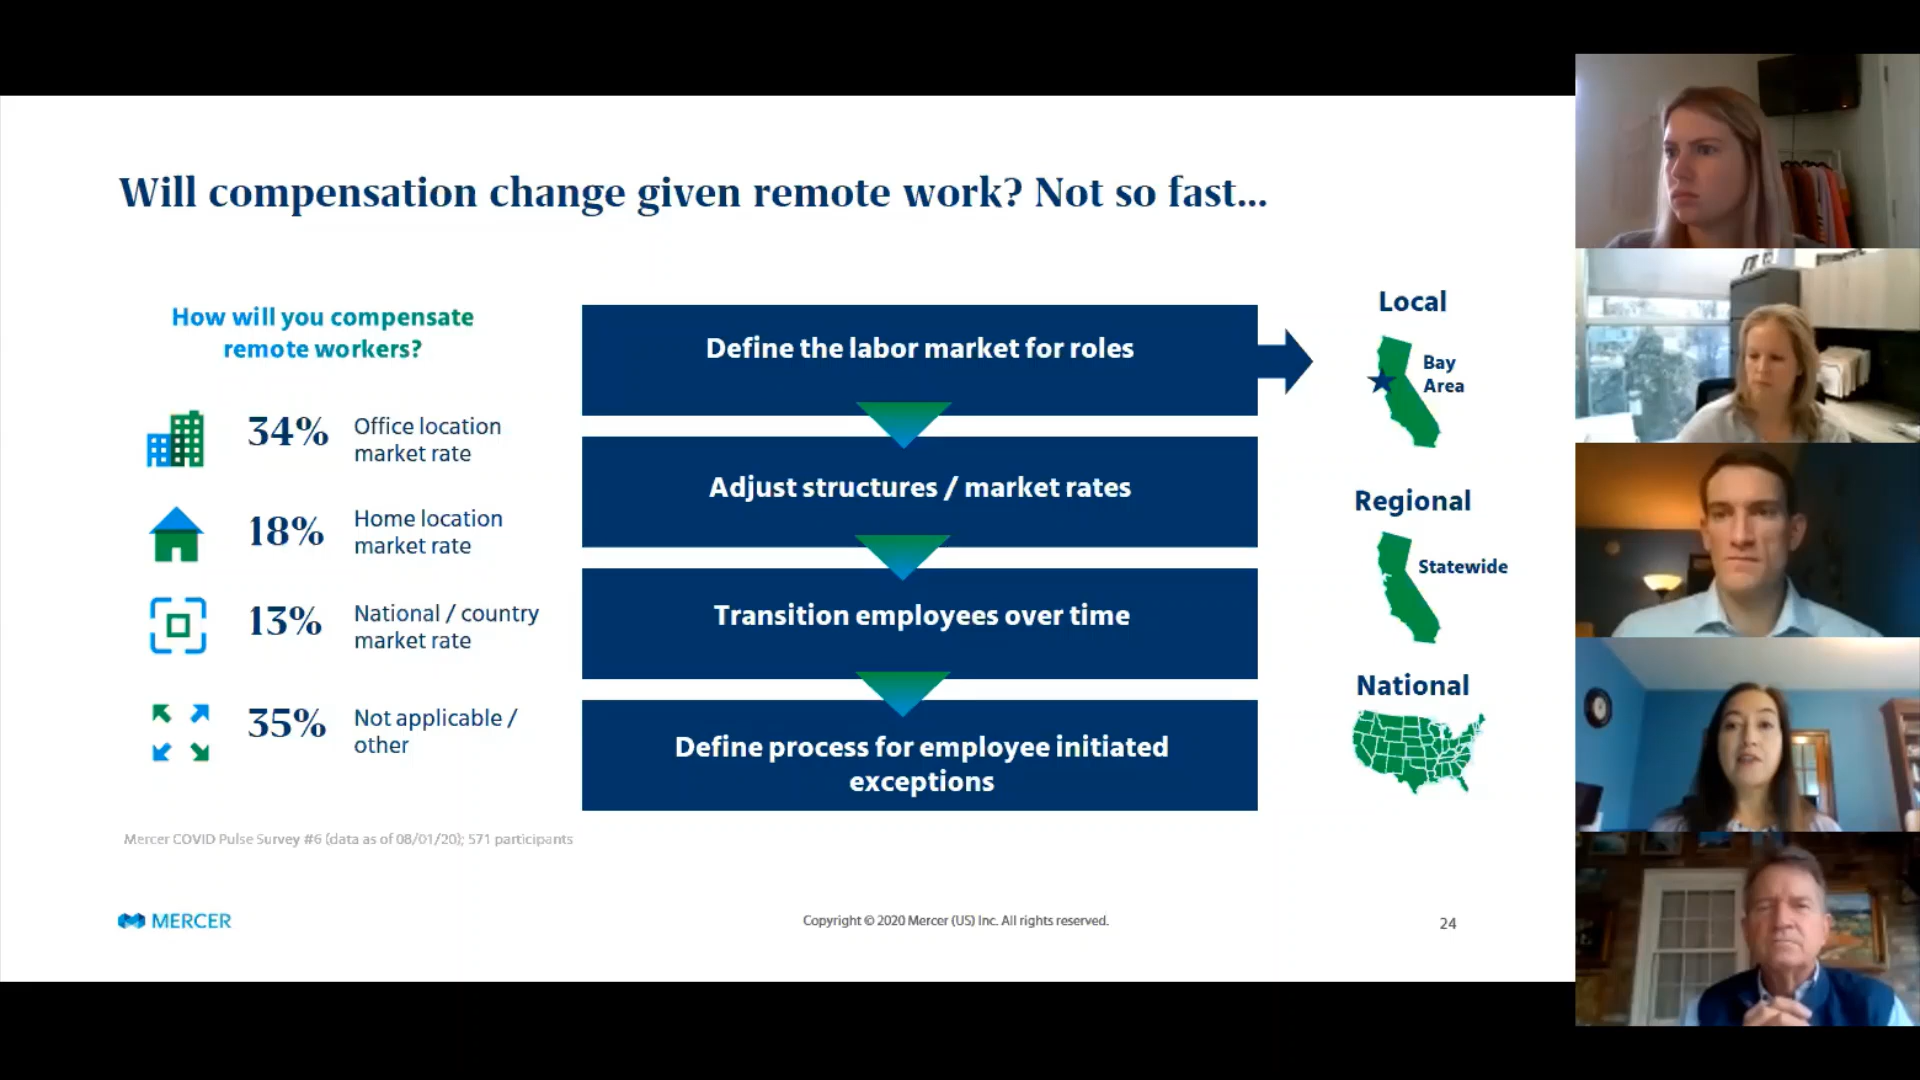 Will compensation change given remote work? Not so fast...
How will you compensate
remote workers?
34%
Office location
market rate
18%
Home location
market rate
13%
National / country
market rate
35%
Not applicable /
other
Define the labor market for roles
Adjust structures / market rates
Transition employees over time
Define process for employee initiated
exceptions
Local
Bay
Area
Regional
Statewide
National
Mercer COVID Pulse Survey #6 (data as of 08/01/20); 571 participants
MERCER
Copyright © 2020 Mercer (US) Inc. All rights reserved.
24